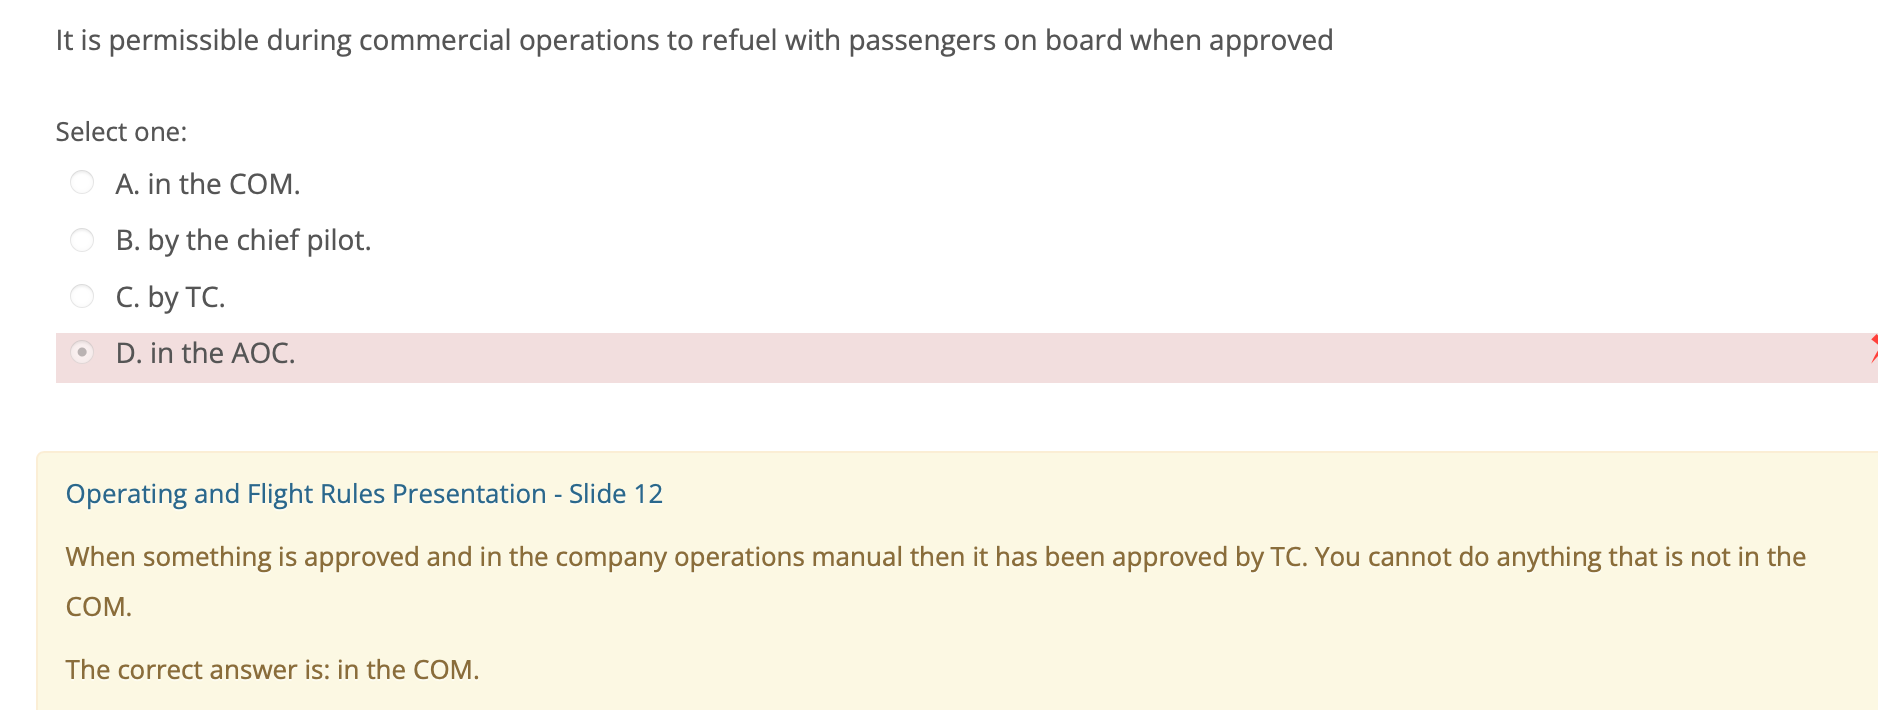 It is permissible during commercial operations to refuel with passengers on board when approved
Select one:
A. in the COM.
B. by the chief pilot.
C. by TC.
D. in the AOC.
Operating and Flight Rules Presentation - Slide 12
When something is approved and in the company operations manual then it has been approved by TC. You cannot do anything that is not in the
COM.
The correct answer is: in the COM.